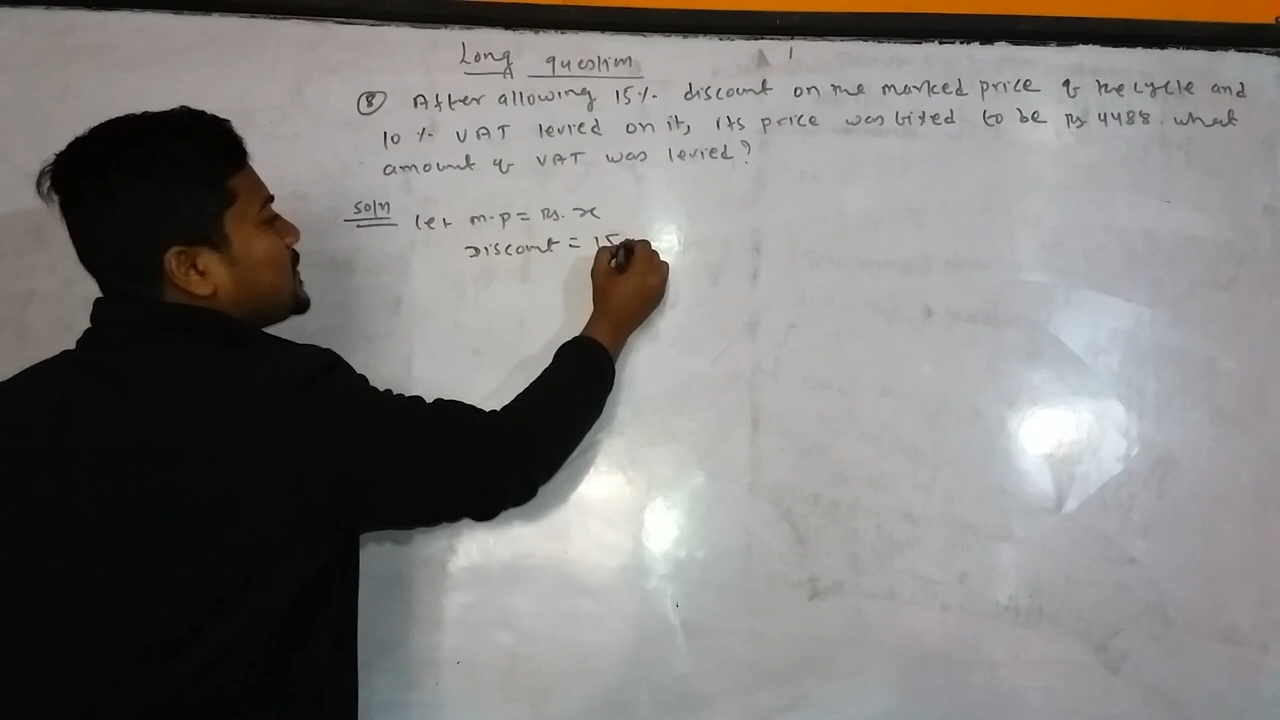 Long question
⑧ After allowing 15% discount on the marked price of the cycle and
10% VAT levied on it, its price was listed to be Rs. 4488. what
amount of VAT was levied?
soln let m.p = Rs. x
Discount = 15